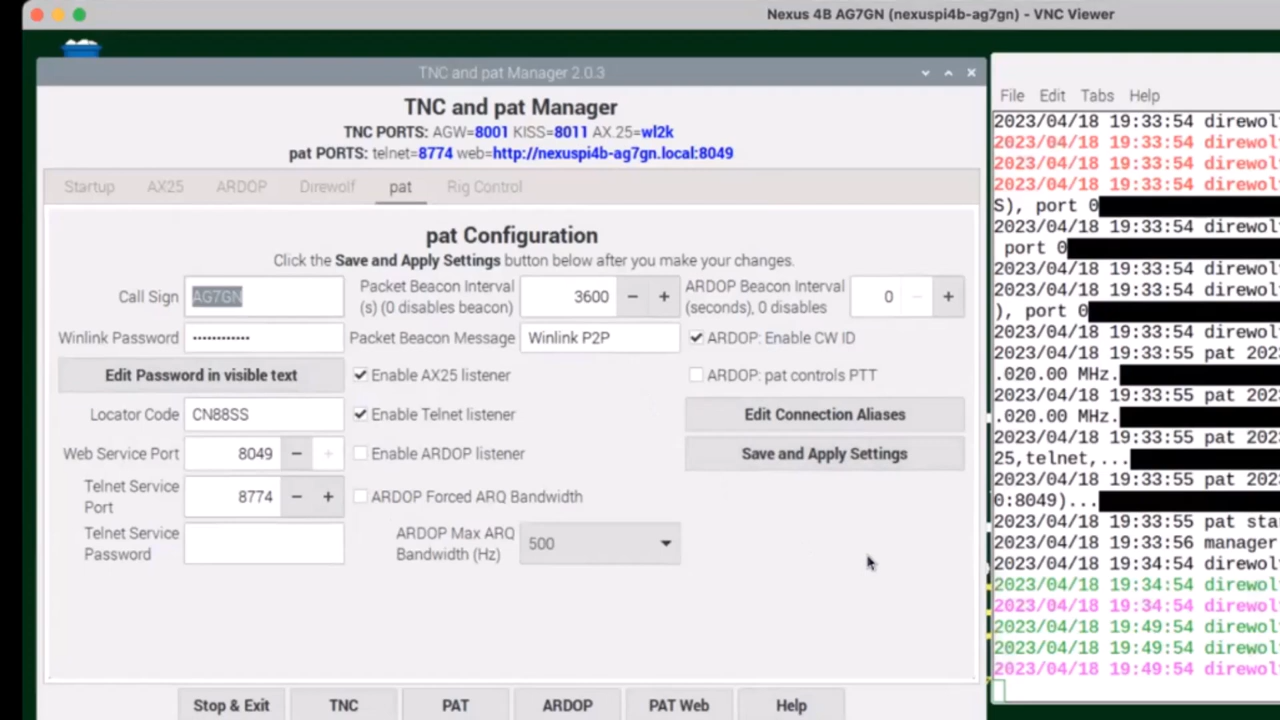 Nexus 4B AG7GN (nexuspi4b-ag7gn) - VNC Viewer
TNC and pat Manager 2.0.3
TNC and pat Manager
TNC PORTS: AGW=8001 KISS=8011 AX.25=wl2k
pat PORTS: telnet=8774 web=http://nexuspi4b-ag7gn.local:8049
Startup AX25 ARDOP Direwolf pat Rig Control
pat Configuration
Click the Save and Apply Settings button below after you make your changes.
Call Sign AG7GN
Packet Beacon Interval
(s) (0 disables beacon) 3600 − +
ARDOP Beacon Interval
(seconds), 0 disables 0 − +
Winlink Password ••••••••••••
Packet Beacon Message Winlink P2P
ARDOP: Enable CW ID
Edit Password in visible text
Enable AX25 listener
ARDOP: pat controls PTT
Locator Code CN88SS
Enable Telnet listener
Edit Connection Aliases
Web Service Port 8049 − +
Enable ARDOP listener
Save and Apply Settings
Telnet Service
Port 8774 − +
ARDOP Forced ARQ Bandwidth
Telnet Service
Password
ARDOP Max ARQ
Bandwidth (Hz) 500
Stop & Exit TNC PAT ARDOP PAT Web Help
File Edit Tabs Help
2023/04/18 19:33:54 direwol
2023/04/18 19:33:54 direwol
2023/04/18 19:33:54 direwol
2023/04/18 19:33:54 direwol
S), port 0
2023/04/18 19:33:54 direwol
port 0
2023/04/18 19:33:54 direwol
2023/04/18 19:33:54 direwol
), port 0
2023/04/18 19:33:54 direwol
2023/04/18 19:33:55 pat 202
.020.00 MHz.
2023/04/18 19:33:55 pat 202
.020.00 MHz.
2023/04/18 19:33:55 pat 202
25,telnet,...
2023/04/18 19:33:55 pat 202
0:8049)...
2023/04/18 19:33:55 pat sta
2023/04/18 19:33:56 manager
2023/04/18 19:34:54 direwol
2023/04/18 19:34:54 direwol
2023/04/18 19:34:54 direwol
2023/04/18 19:49:54 direwol
2023/04/18 19:49:54 direwol
2023/04/18 19:49:54 direwol